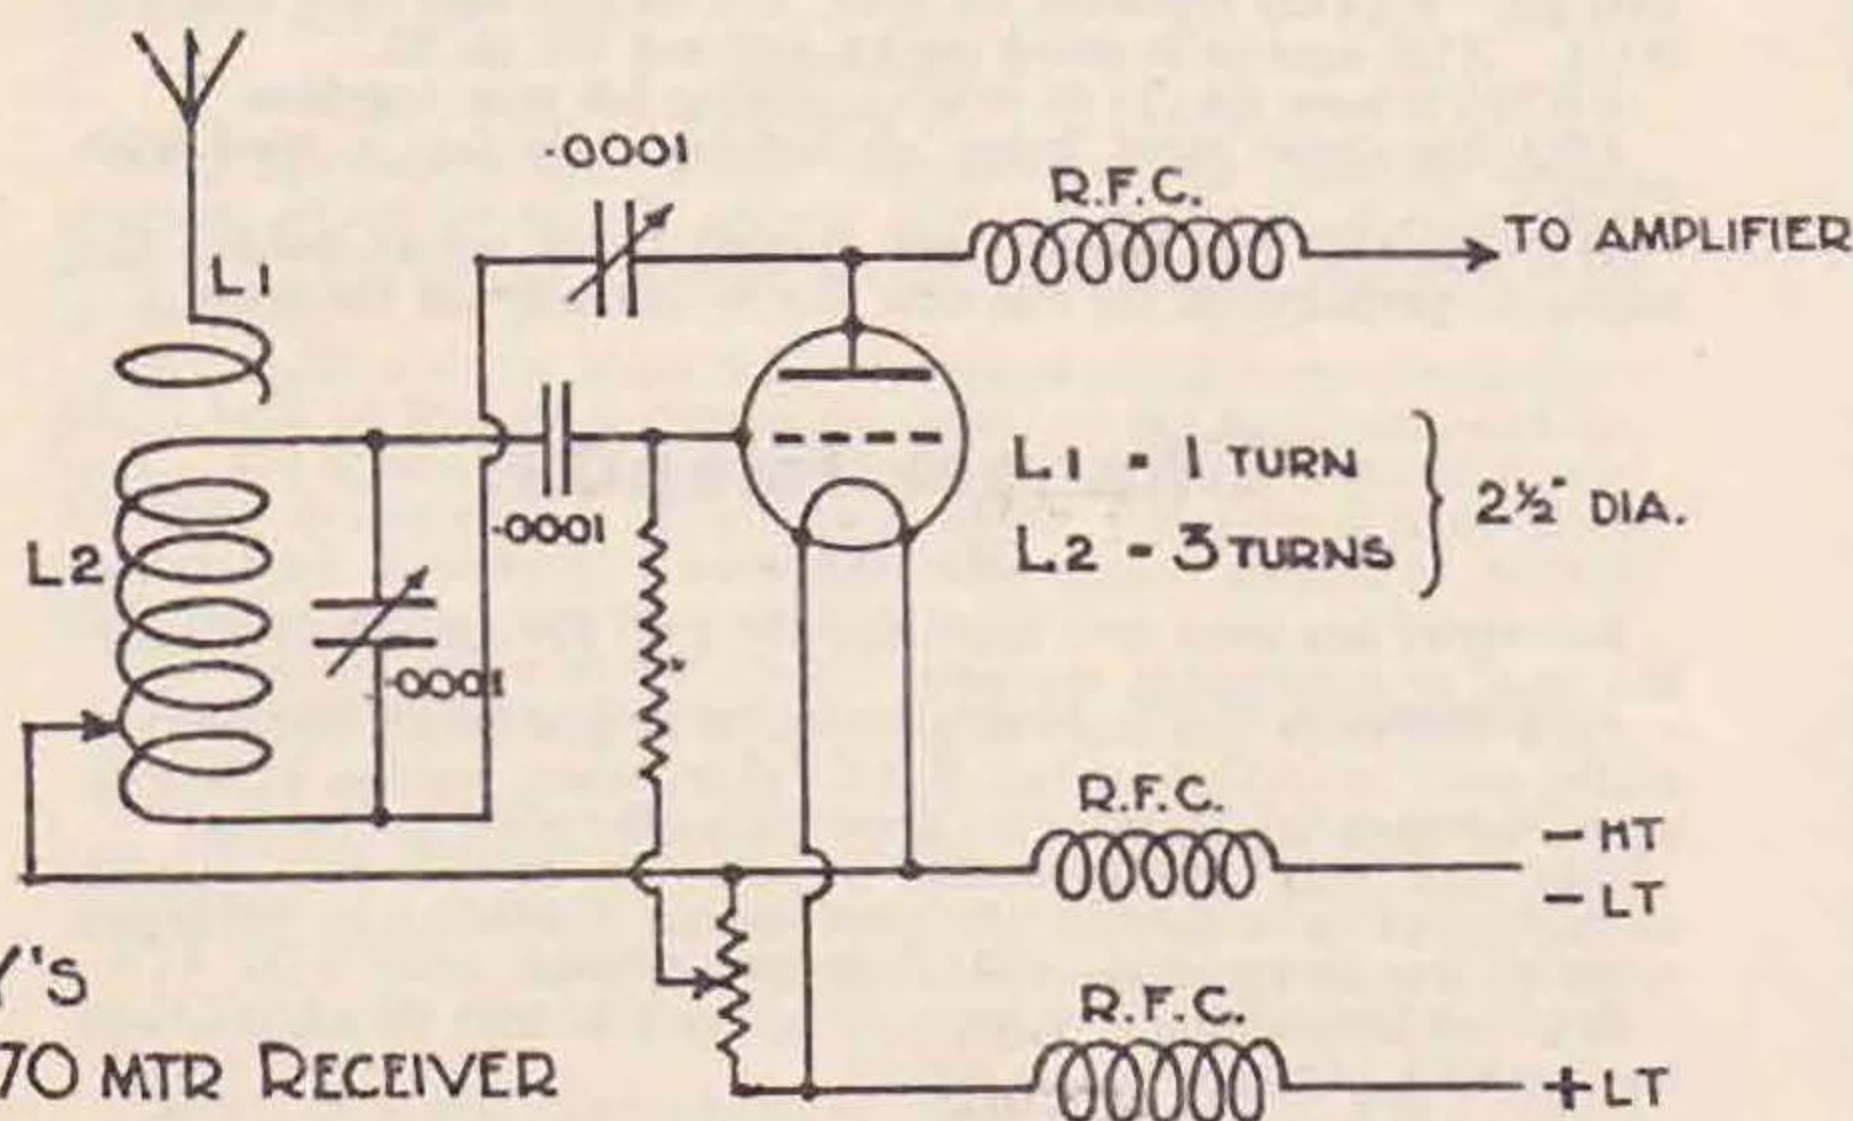 ·0001
R.F.C.
TO AMPLIFIER
L1
L1 - 1 TURN
2½" DIA.
·0001
L2 - 3 TURNS
L2
·0001
R.F.C.
- HT
- LT
Y'S
R.F.C.
70 MTR RECEIVER
+ LT